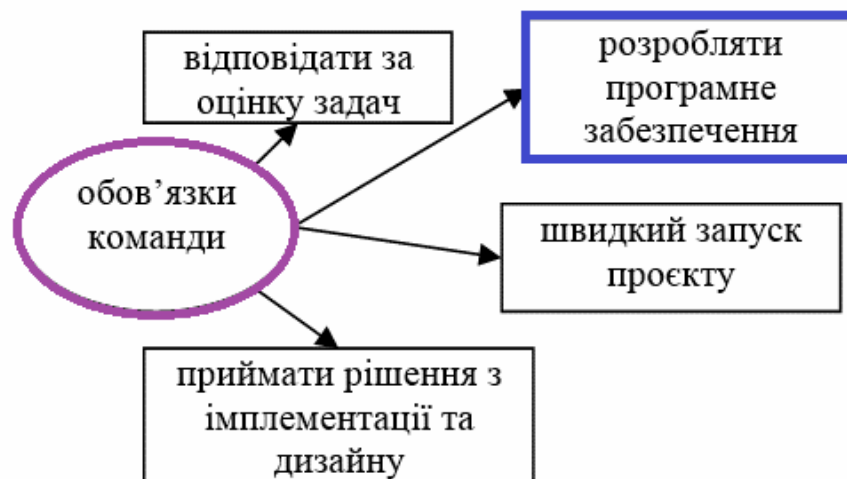 відповідати за
оцінку задач
розробляти
програмне
забезпечення
обов’язки
команди
швидкий запуск
проєкту
приймати рішення з
імплементації та
дизайну